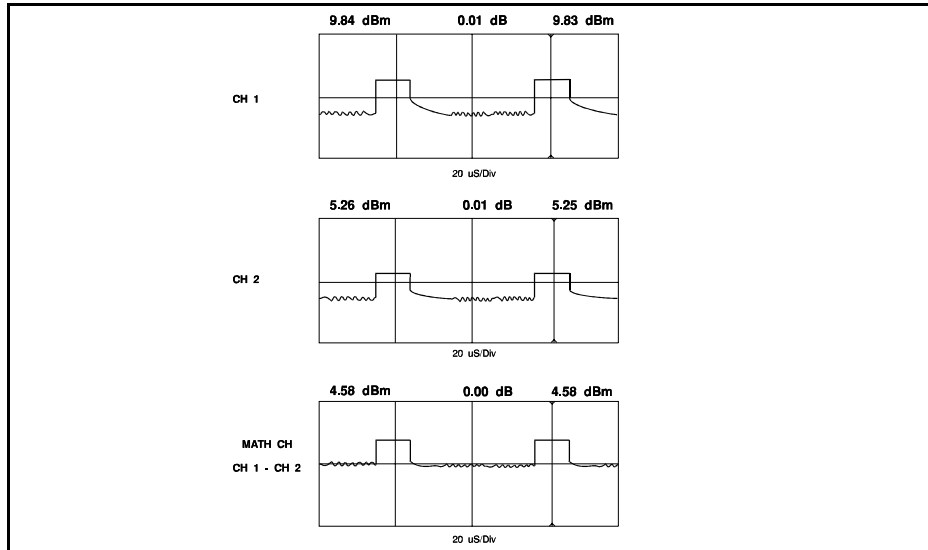 9.84 dBm 0.01 dB 9.83 dBm
CH 1
20 uS/Div
5.26 dBm 0.01 dB 5.25 dBm
CH 2
20 uS/Div
4.58 dBm 0.00 dB 4.58 dBm
MATH CH
CH 1 - CH 2
20 uS/Div